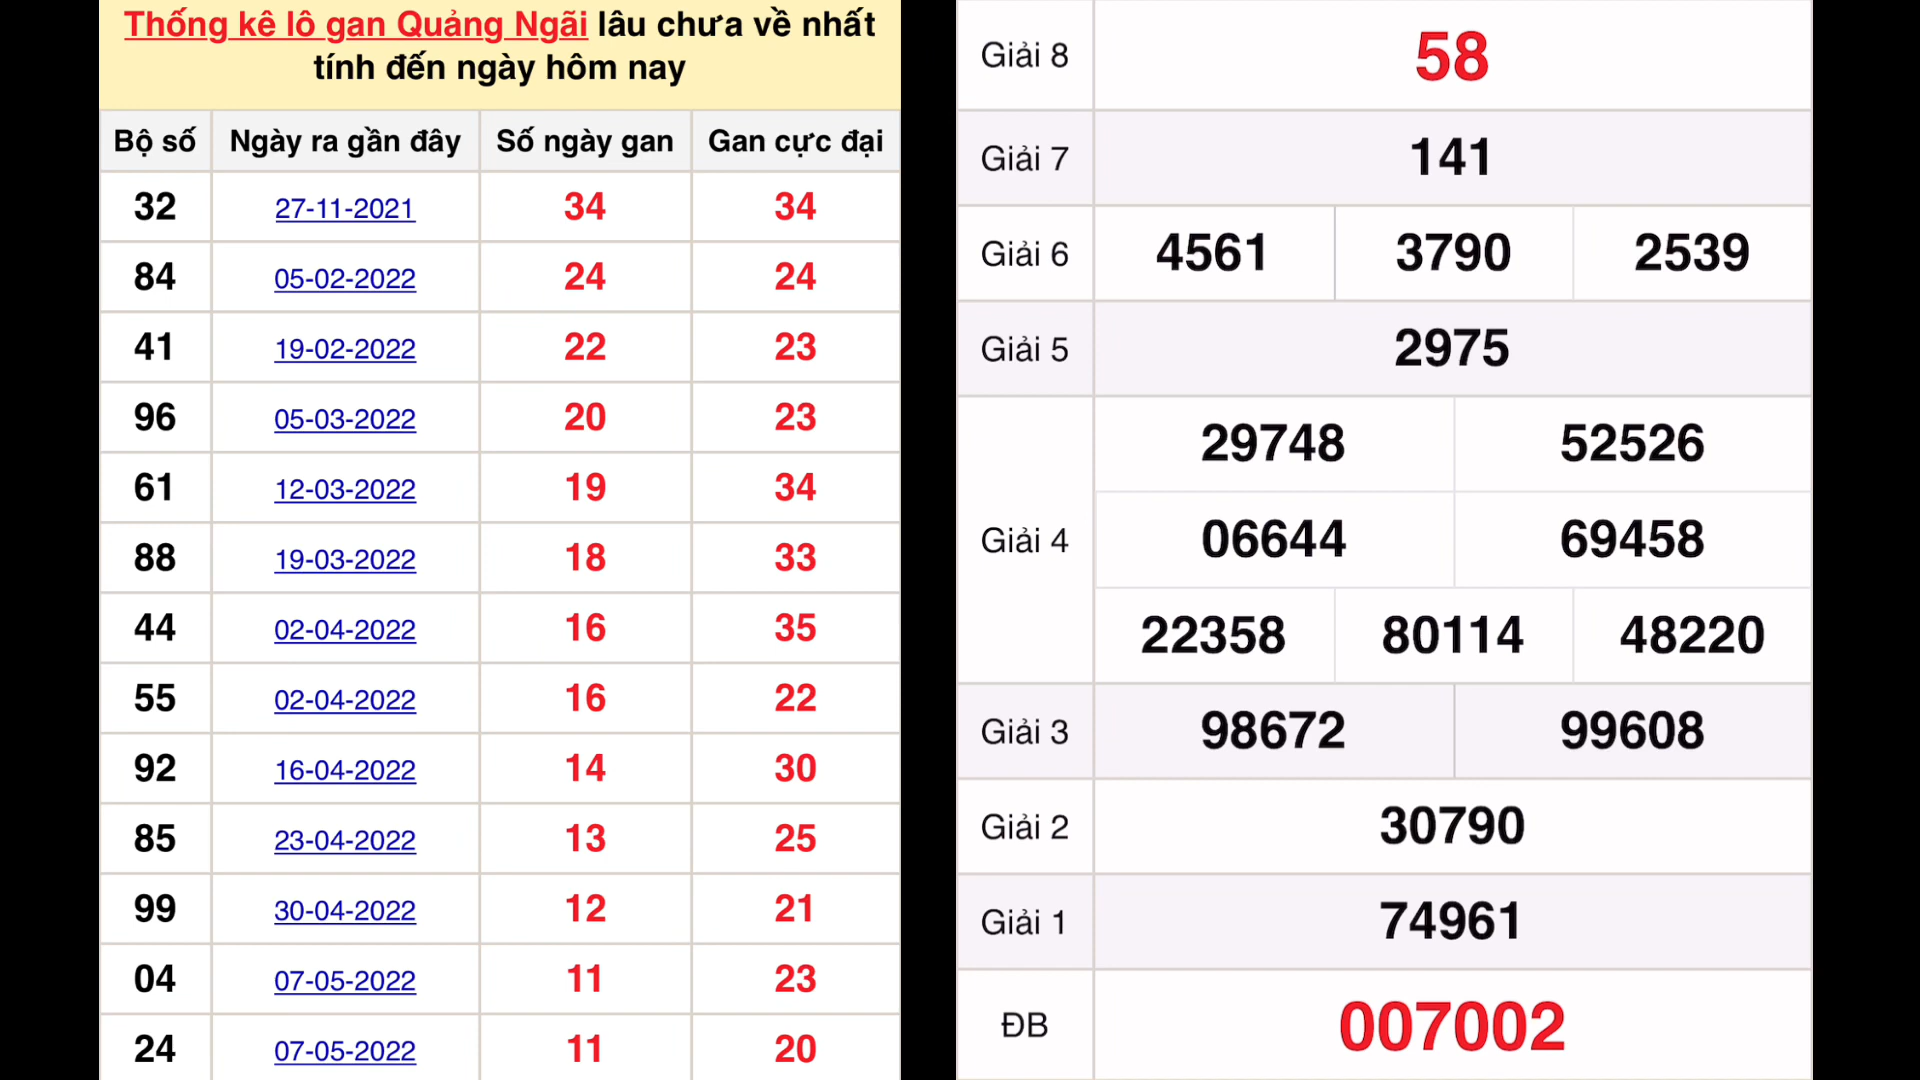 Thống kê lô gan Quảng Ngãi lâu chưa về nhất
tính đến ngày hôm nay
Bộ số Ngày ra gần đây Số ngày gan Gan cực đại
32 27-11-2021 34 34
84 05-02-2022 24 24
41 19-02-2022 22 23
96 05-03-2022 20 23
61 12-03-2022 19 34
88 19-03-2022 18 33
44 02-04-2022 16 35
55 02-04-2022 16 22
92 16-04-2022 14 30
85 23-04-2022 13 25
99 30-04-2022 12 21
04 07-05-2022 11 23
24 07-05-2022 11 20
Giải 8 58
Giải 7 141
Giải 6 4561 3790 2539
Giải 5 2975
29748 52526
Giải 4 06644 69458
22358 80114 48220
Giải 3 98672 99608
Giải 2 30790
Giải 1 74961
ĐB 007002